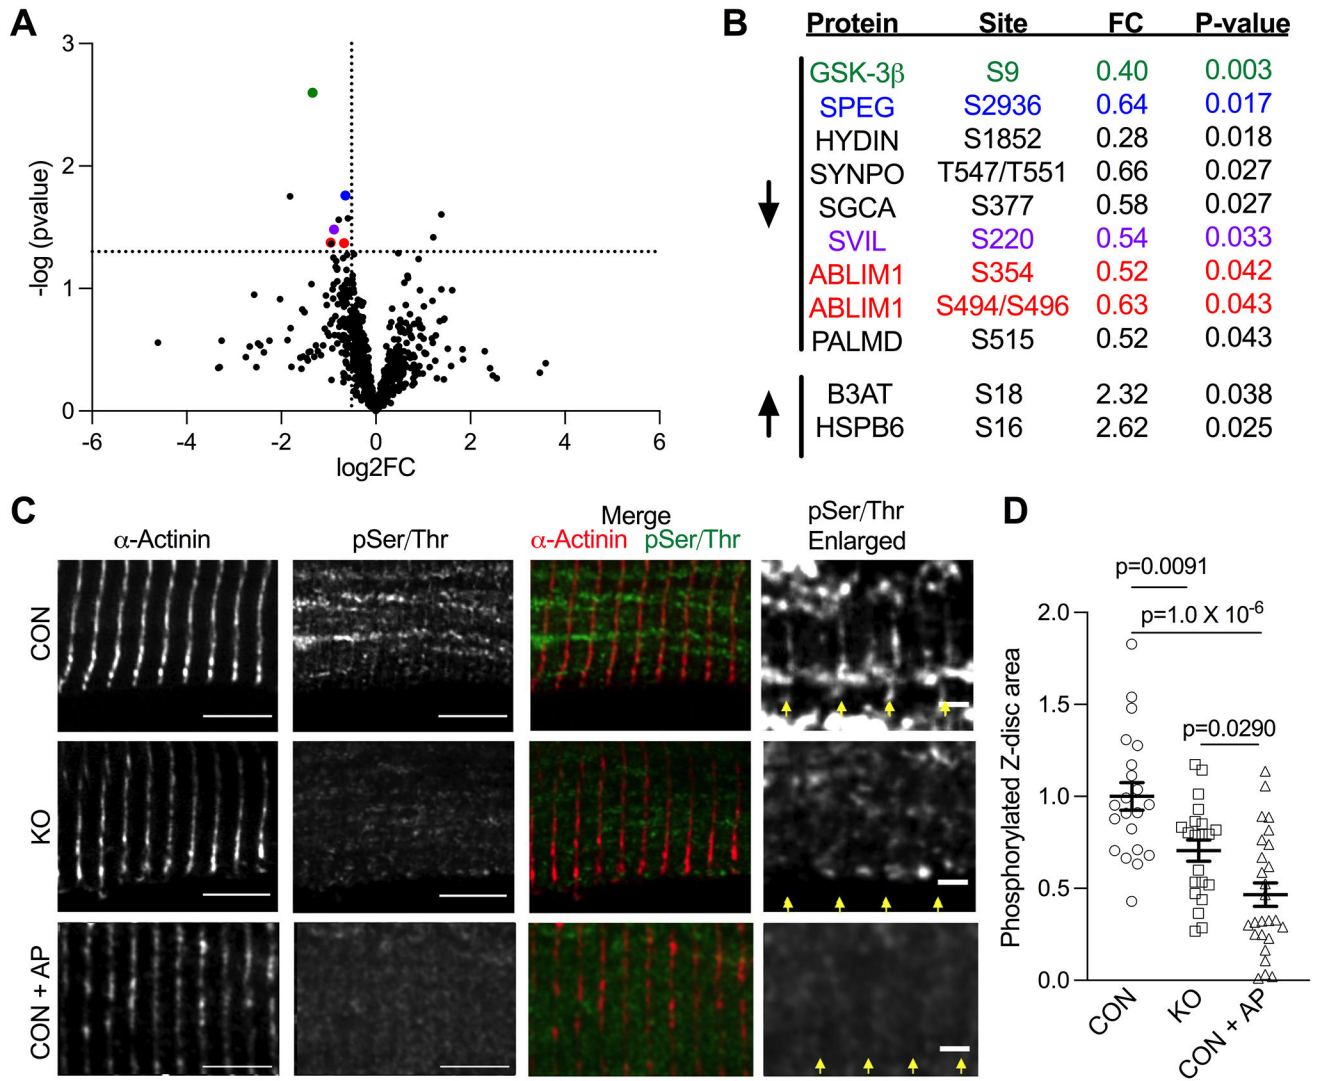 A
3
2
1
0
-log (pvalue)
-6 -4 -2 0 2 4 6
log2FC
B
Protein Site FC P-value
GSK-3β S9 0.40 0.003
SPEG S2936 0.64 0.017
HYDIN S1852 0.28 0.018
SYNPO T547/T551 0.66 0.027
SGCA S377 0.58 0.027
SVIL S220 0.54 0.033
ABLIM1 S354 0.52 0.042
ABLIM1 S494/S496 0.63 0.043
PALMD S515 0.52 0.043
B3AT S18 2.32 0.038
HSPB6 S16 2.62 0.025
C
α-Actinin
pSer/Thr
Merge
α-Actinin pSer/Thr
pSer/Thr
Enlarged
CON
KO
CON + AP
D
p=0.0091
p=1.0 X 10-6
p=0.0290
2.0
1.5
1.0
0.5
0.0
Phosphorylated Z-disc area
CON
KO
CON + AP